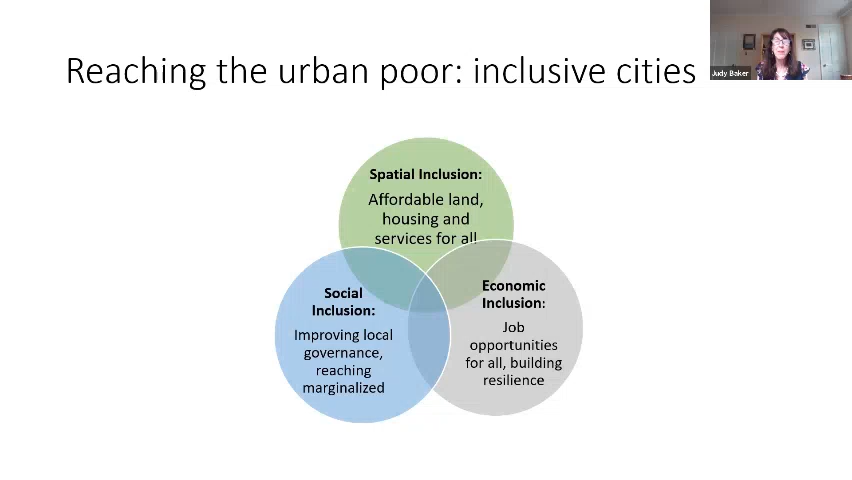 Reaching the urban poor: inclusive cities
Judy Baker
Spatial Inclusion:
Affordable land,
housing and
services for all
Social
Inclusion:
Improving local
governance,
reaching
marginalized
Economic
Inclusion:
Job
opportunities
for all, building
resilience